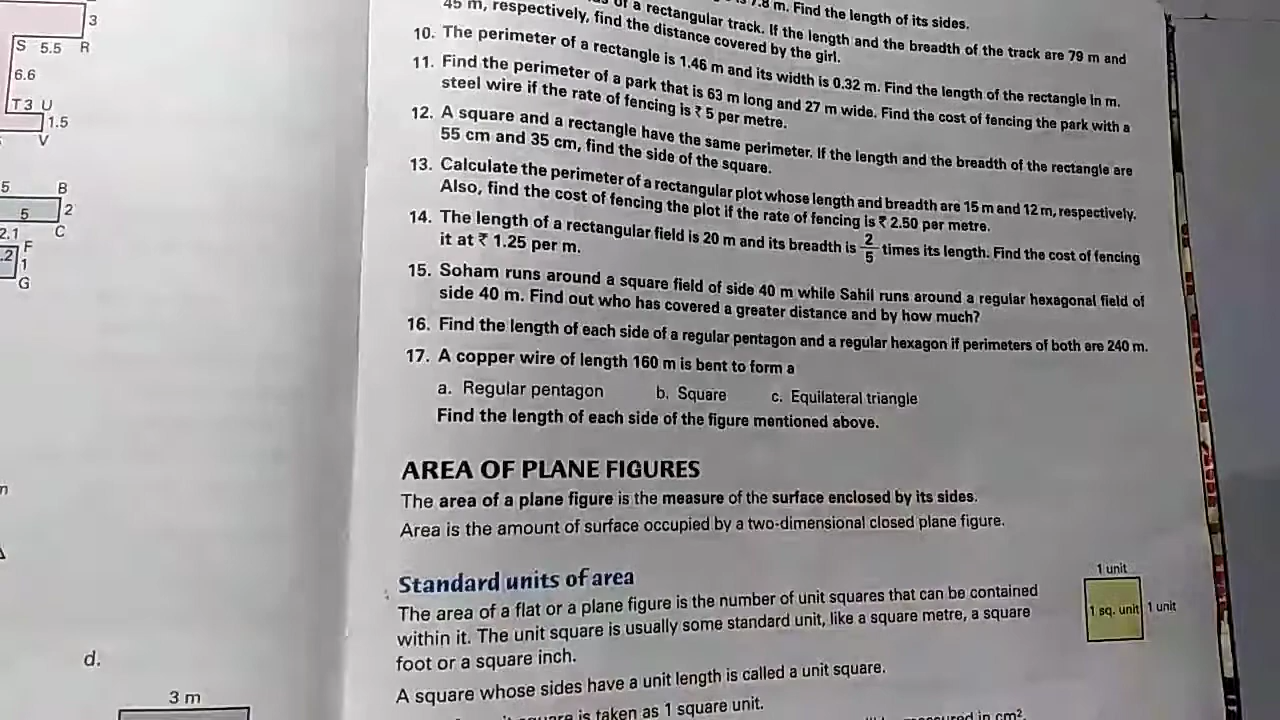 3
S 5.5 R
6.6
T 3 U
1.5
V
5 B
5 2
2.1 C
F
.2 1
G
d.
3 m
7.8 m. Find the length of its sides.
of a rectangular track. If the length and the breadth of the track are 79 m and
45 m, respectively, find the distance covered by the girl.
10. The perimeter of a rectangle is 1.46 m and its width is 0.32 m. Find the length of the rectangle in m.
11. Find the perimeter of a park that is 63 m long and 27 m wide. Find the cost of fencing the park with a
steel wire if the rate of fencing is ₹ 5 per metre.
12. A square and a rectangle have the same perimeter. If the length and the breadth of the rectangle are
55 cm and 35 cm, find the side of the square.
13. Calculate the perimeter of a rectangular plot whose length and breadth are 15 m and 12 m, respectively.
Also, find the cost of fencing the plot if the rate of fencing is ₹ 2.50 per metre.
14. The length of a rectangular field is 20 m and its breadth is 2/5 times its length. Find the cost of fencing
it at ₹ 1.25 per m.
15. Soham runs around a square field of side 40 m while Sahil runs around a regular hexagonal field of
side 40 m. Find out who has covered a greater distance and by how much?
16. Find the length of each side of a regular pentagon and a regular hexagon if perimeters of both are 240 m.
17. A copper wire of length 160 m is bent to form a
a. Regular pentagon b. Square c. Equilateral triangle
Find the length of each side of the figure mentioned above.
AREA OF PLANE FIGURES
The area of a plane figure is the measure of the surface enclosed by its sides.
Area is the amount of surface occupied by a two-dimensional closed plane figure.
Standard units of area
The area of a flat or a plane figure is the number of unit squares that can be contained
within it. The unit square is usually some standard unit, like a square metre, a square
foot or a square inch.
1 unit
1 sq. unit 1 unit
A square whose sides have a unit length is called a unit square.
square is taken as 1 square unit.
in cm².